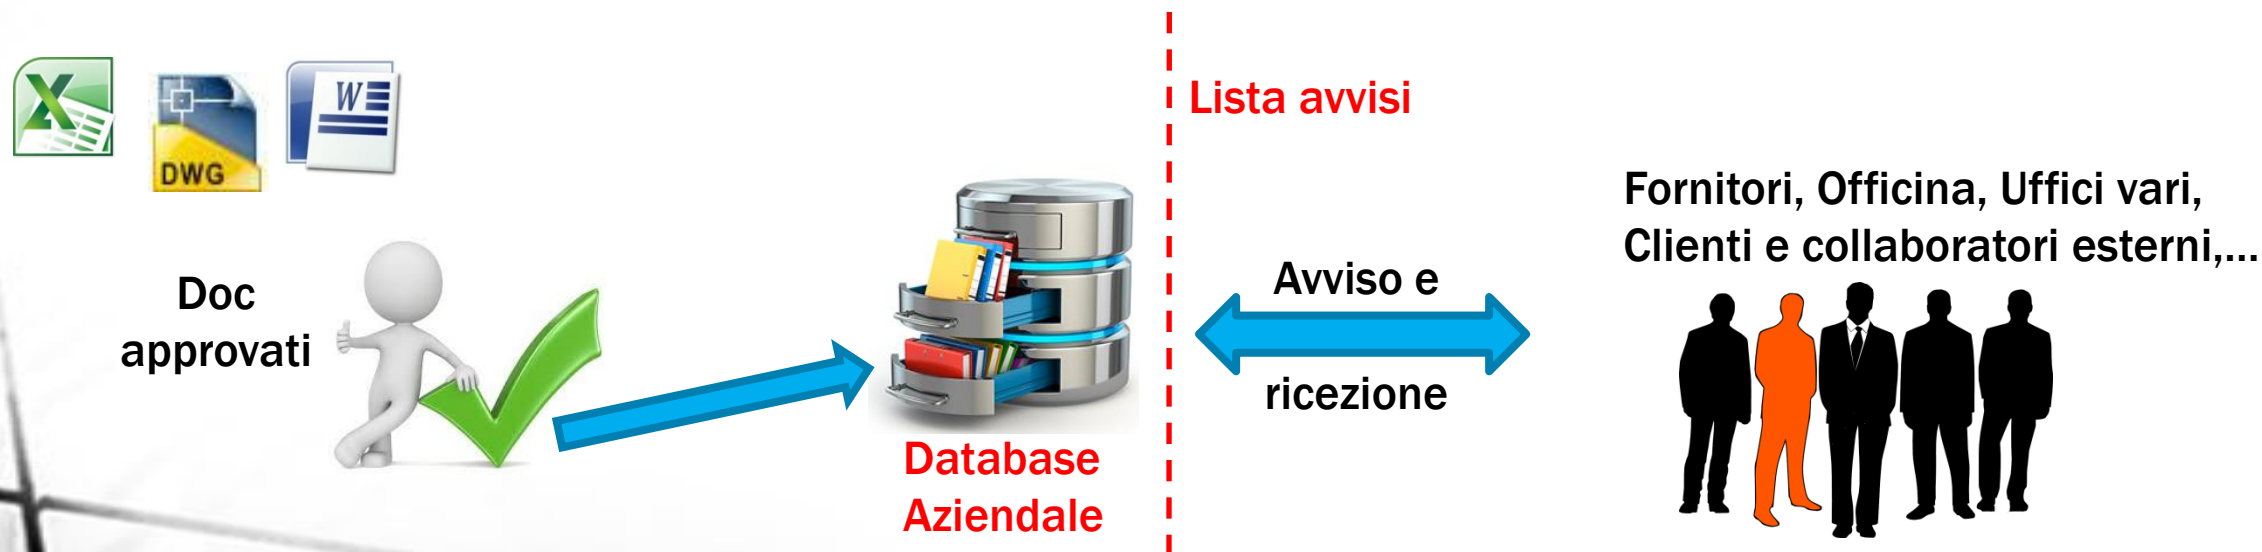 DWG
W
Doc
approvati
Database
Aziendale
Lista avvisi
Avviso e
ricezione
Fornitori, Officina, Uffici vari,
Clienti e collaboratori esterni,...